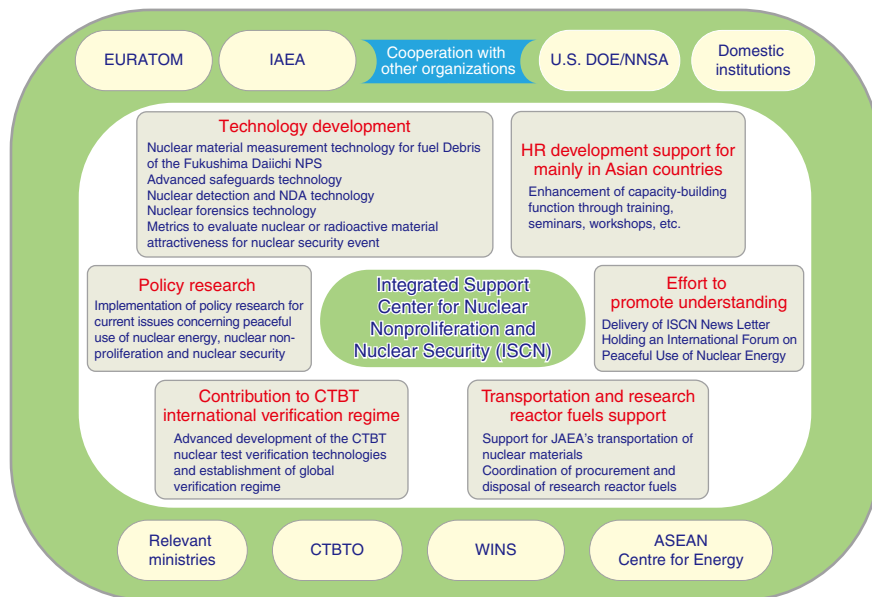 EURATOM
IAEA
Cooperation with
other organizations
U.S. DOE/NNSA
Domestic
institutions
Technology development
Nuclear material measurement technology for fuel Debris
of the Fukushima Daiichi NPS
Advanced safeguards technology
Nuclear detection and NDA technology
Nuclear forensics technology
Metrics to evaluate nuclear or radioactive material
attractiveness for nuclear security event
HR development support for
mainly in Asian countries
Enhancement of capacity-building
function through training,
seminars, workshops, etc.
Policy research
Implementation of policy research for
current issues concerning peaceful
use of nuclear energy, nuclear non-
proliferation and nuclear security
Integrated Support
Center for Nuclear
Nonproliferation and
Nuclear Security (ISCN)
Effort to
promote understanding
Delivery of ISCN News Letter
Holding an International Forum on
Peaceful Use of Nuclear Energy
Contribution to CTBT
international verification regime
Advanced development of the CTBT
nuclear test verification technologies
and establishment of global
verification regime
Transportation and research
reactor fuels support
Support for JAEA's transportation of
nuclear materials
Coordination of procurement and
disposal of research reactor fuels
Relevant
ministries
CTBTO
WINS
ASEAN
Centre for Energy